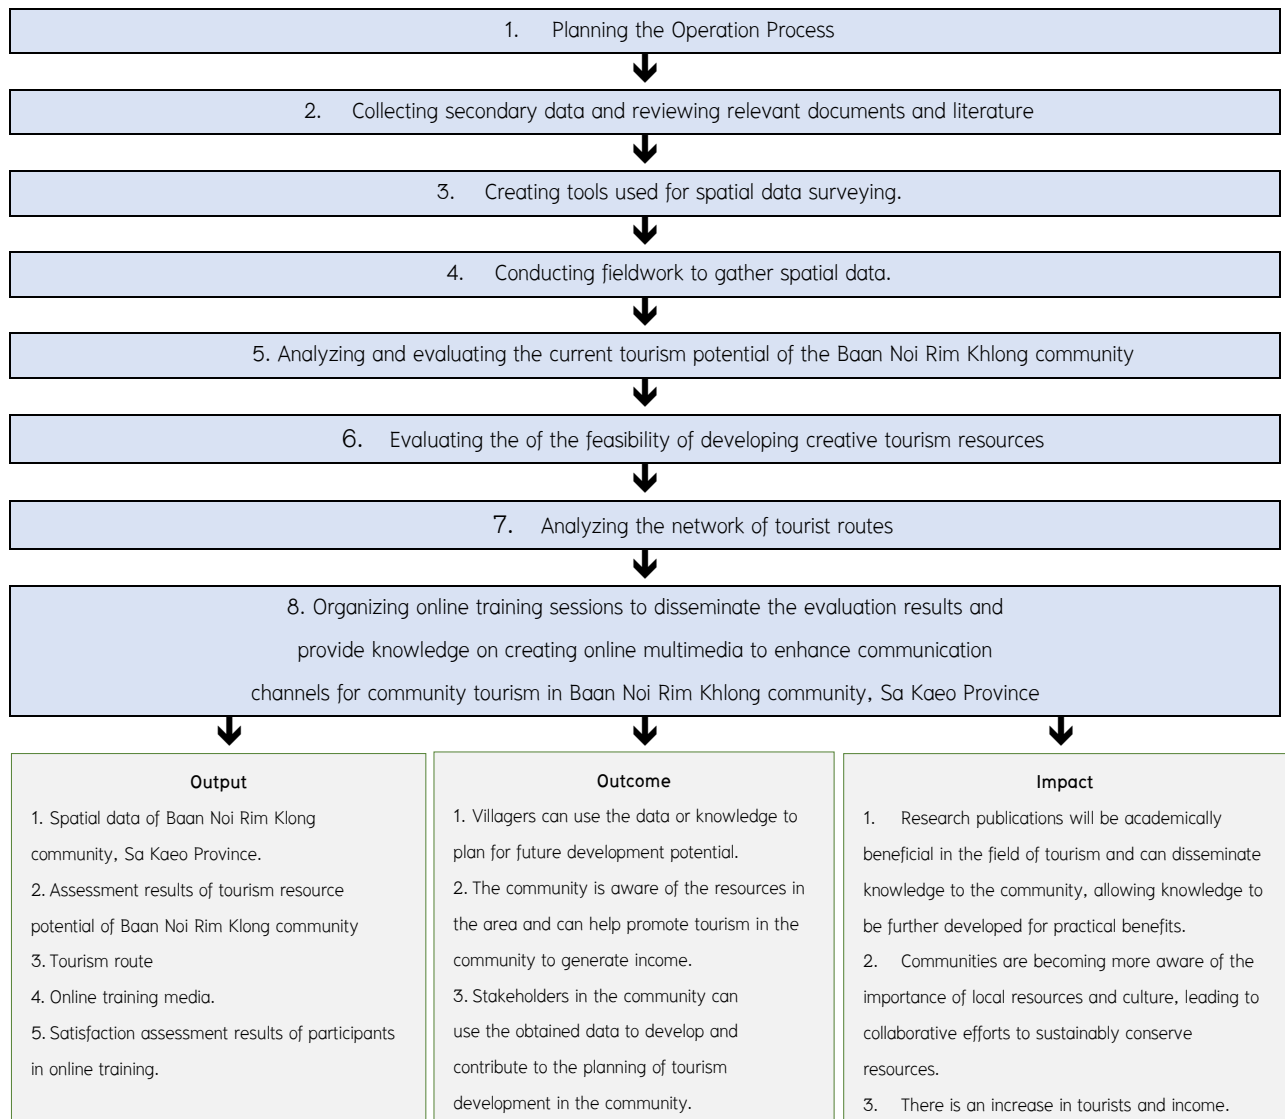 1. Planning the Operation Process
2. Collecting secondary data and reviewing relevant documents and literature
3. Creating tools used for spatial data surveying.
4. Conducting fieldwork to gather spatial data.
5. Analyzing and evaluating the current tourism potential of the Baan Noi Rim Khlong community
6. Evaluating the of the feasibility of developing creative tourism resources
7. Analyzing the network of tourist routes
8. Organizing online training sessions to disseminate the evaluation results and
provide knowledge on creating online multimedia to enhance communication
channels for community tourism in Baan Noi Rim Khlong community, Sa Kaeo Province
Output
1. Spatial data of Baan Noi Rim Klong
community, Sa Kaeo Province.
2. Assessment results of tourism resource
potential of Baan Noi Rim Klong community
3. Tourism route
4. Online training media.
5. Satisfaction assessment results of participants
in online training.
Outcome
1. Villagers can use the data or knowledge to
plan for future development potential.
2. The community is aware of the resources in
the area and can help promote tourism in the
community to generate income.
3. Stakeholders in the community can
use the obtained data to develop and
contribute to the planning of tourism
development in the community.
Impact
1. Research publications will be academically
beneficial in the field of tourism and can disseminate
knowledge to the community, allowing knowledge to
be further developed for practical benefits.
2. Communities are becoming more aware of the
importance of local resources and culture, leading to
collaborative efforts to sustainably conserve
resources.
3. There is an increase in tourists and income.